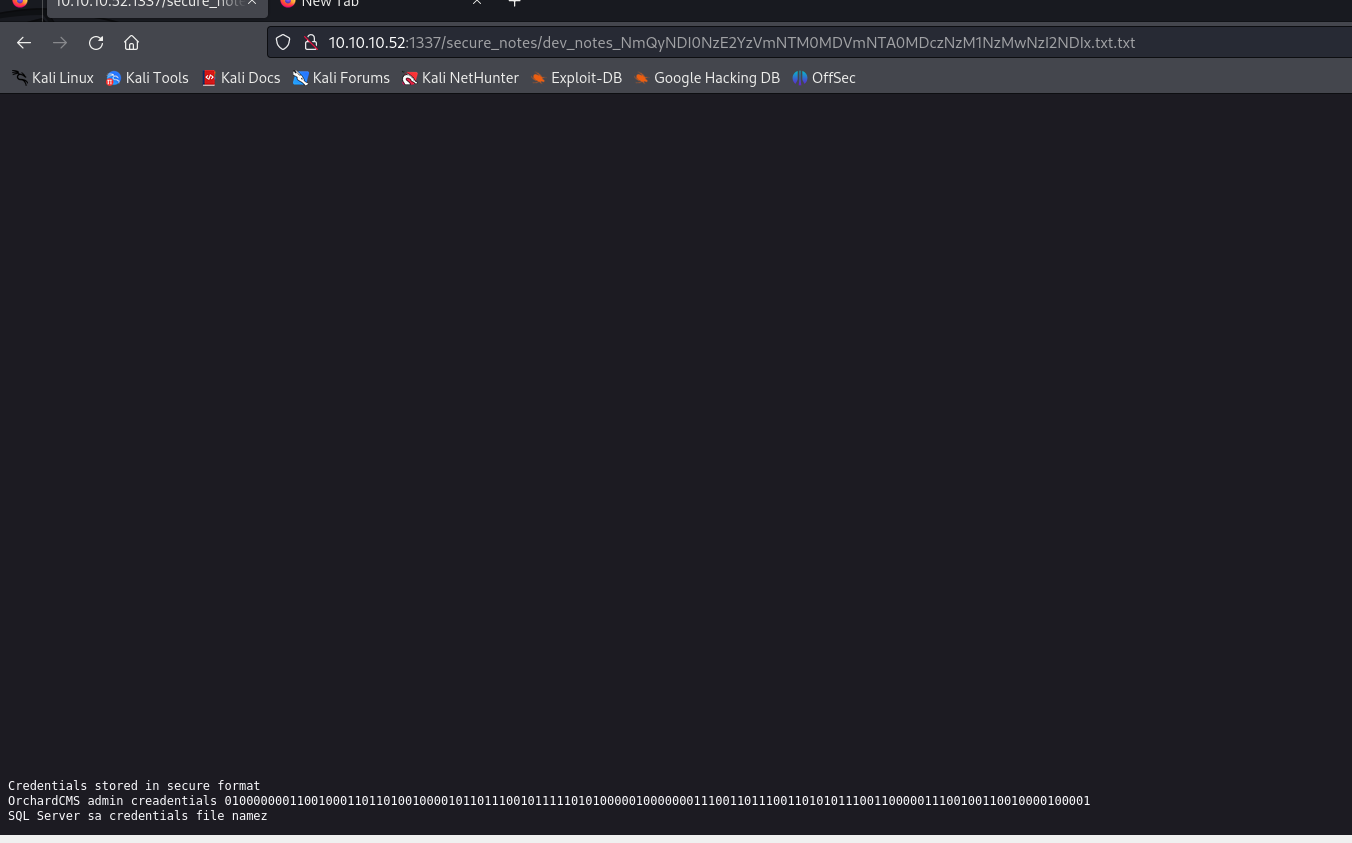 10.10.10.52:1337/secure_note
New Tab
10.10.10.52:1337/secure_notes/dev_notes_NmQyNDI0NzE2YzVmNTM0MDVmNTA0MDczNzM1NzMwNzI2NDIx.txt.txt
Kali Linux Kali Tools Kali Docs Kali Forums Kali NetHunter Exploit-DB Google Hacking DB OffSec
Credentials stored in secure format
OrchardCMS admin creadentials 010000000110010001101101001000010110111001011111010100000100000001110011011100110101011100110000011100100110010000100001
SQL Server sa credentials file namez